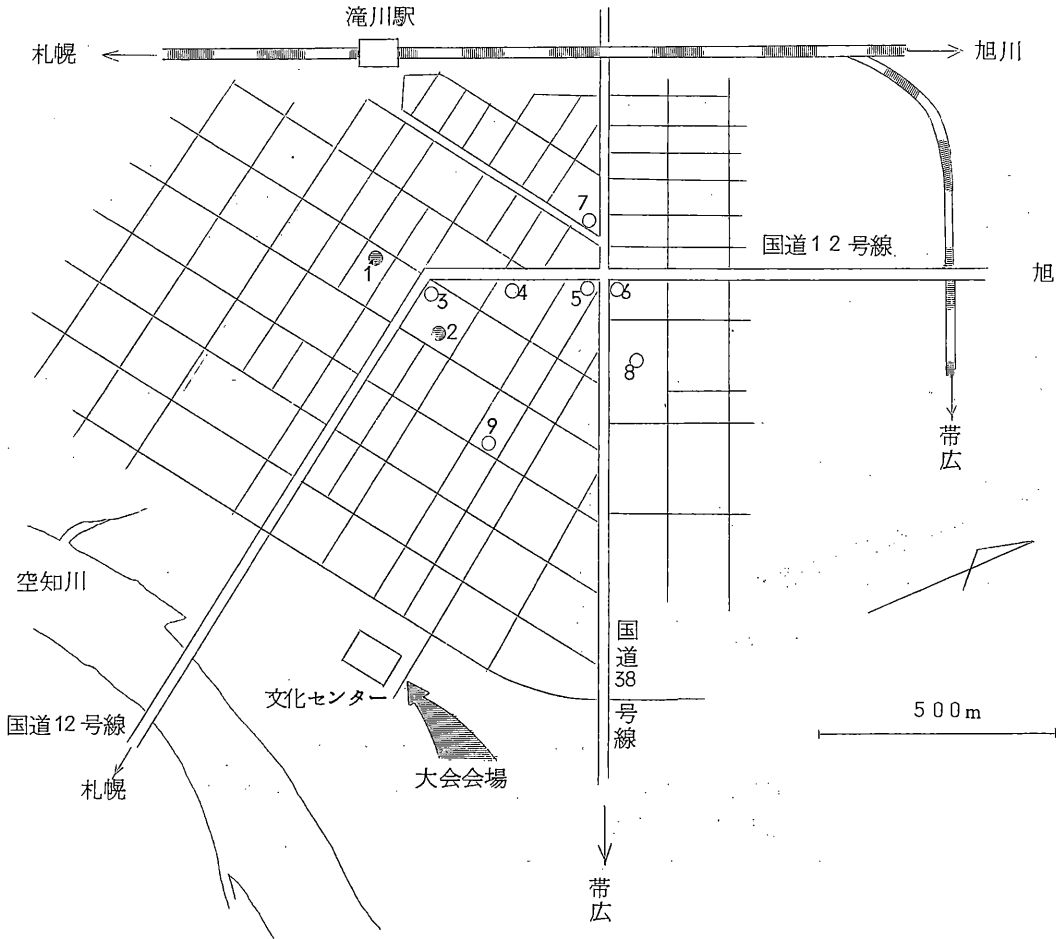 滝川駅
札幌
旭川
7
国道12号線
1
旭
3
4
5
6
2
8
9
帯広
空知川
国道38号線
文化センター
500m
国道12号線
大会会場
札幌
帯広